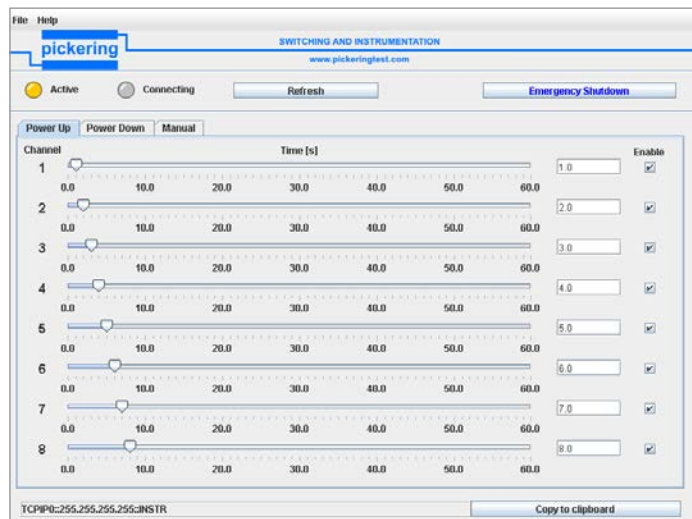 File Help
pickering
SWITCHING AND INSTRUMENTATION
www.pickeringtest.com
Active Connecting Refresh Emergency Shutdown
Power Up Power Down Manual
Channel Time [s] Enable
1 1.0
0.0 10.0 20.0 30.0 40.0 50.0 60.0
2 2.0
0.0 10.0 20.0 30.0 40.0 50.0 60.0
3 3.0
0.0 10.0 20.0 30.0 40.0 50.0 60.0
4 4.0
0.0 10.0 20.0 30.0 40.0 50.0 60.0
5 5.0
0.0 10.0 20.0 30.0 40.0 50.0 60.0
6 6.0
0.0 10.0 20.0 30.0 40.0 50.0 60.0
7 7.0
0.0 10.0 20.0 30.0 40.0 50.0 60.0
8 8.0
0.0 10.0 20.0 30.0 40.0 50.0 60.0
TCPIP0::255.255.255.255::INSTR Copy to clipboard